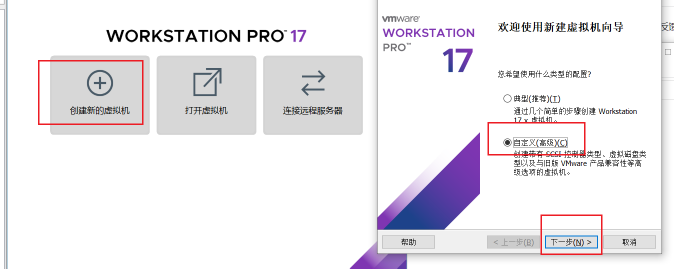 WORKSTATION PRO™ 17
创建新的虚拟机
打开虚拟机
连接远程服务器
vmware®
WORKSTATION
PRO™
17
欢迎使用新建虚拟机向导
您希望使用什么类型的配置?
典型(推荐)(T)
通过几个简单的步骤创建 Workstation
17.x 虚拟机。
自定义(高级)(C)
创建带有 SCSI 控制器类型、虚拟磁盘类
型以及与旧版 VMware 产品兼容性等高
级选项的虚拟机。
帮助
< 上一步(B)
下一步(N) >
取消